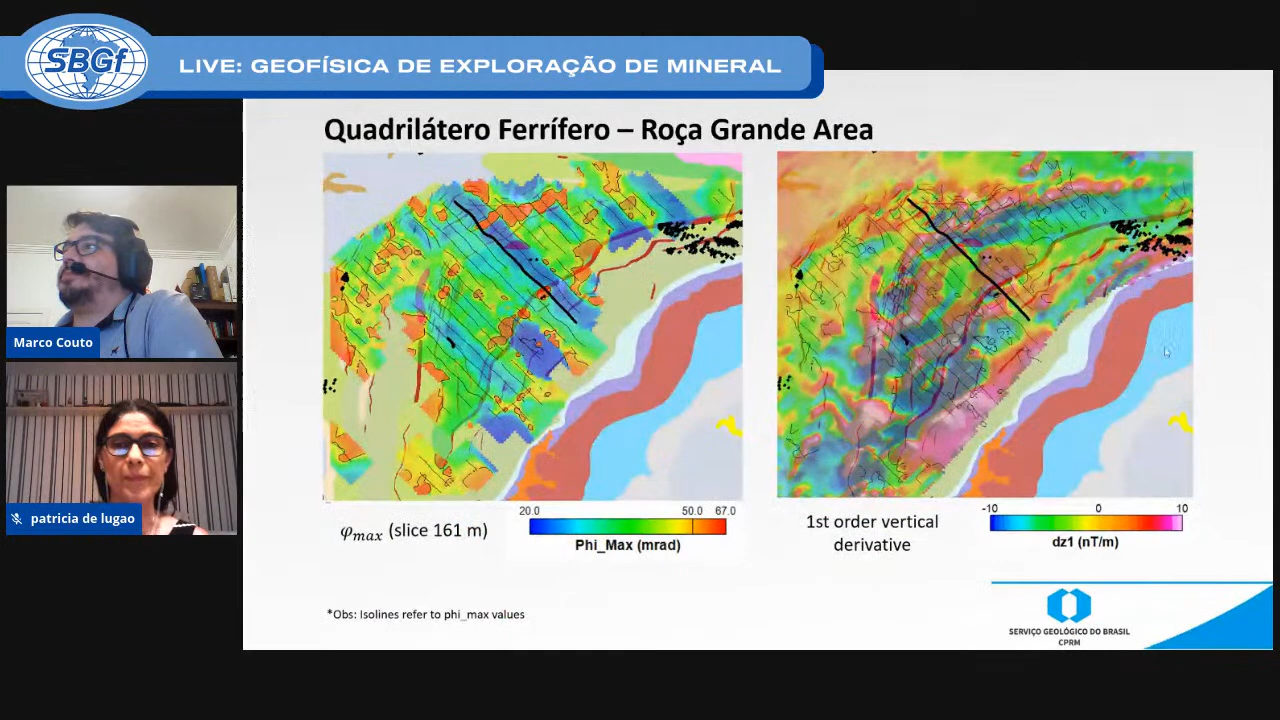 SBGf
LIVE: GEOFÍSICA DE EXPLORAÇÃO DE MINERAL
Quadrilátero Ferrífero – Roça Grande Area
Marco Couto
patricia de lugao
20.0 50.0 67.0
φmax (slice 161 m)
Phi_Max (mrad)
1st order vertical
derivative
-10 0 10
dz1 (nT/m)
*Obs: Isolines refer to phi_max values
SERVIÇO GEOLÓGICO DO BRASIL
CPRM